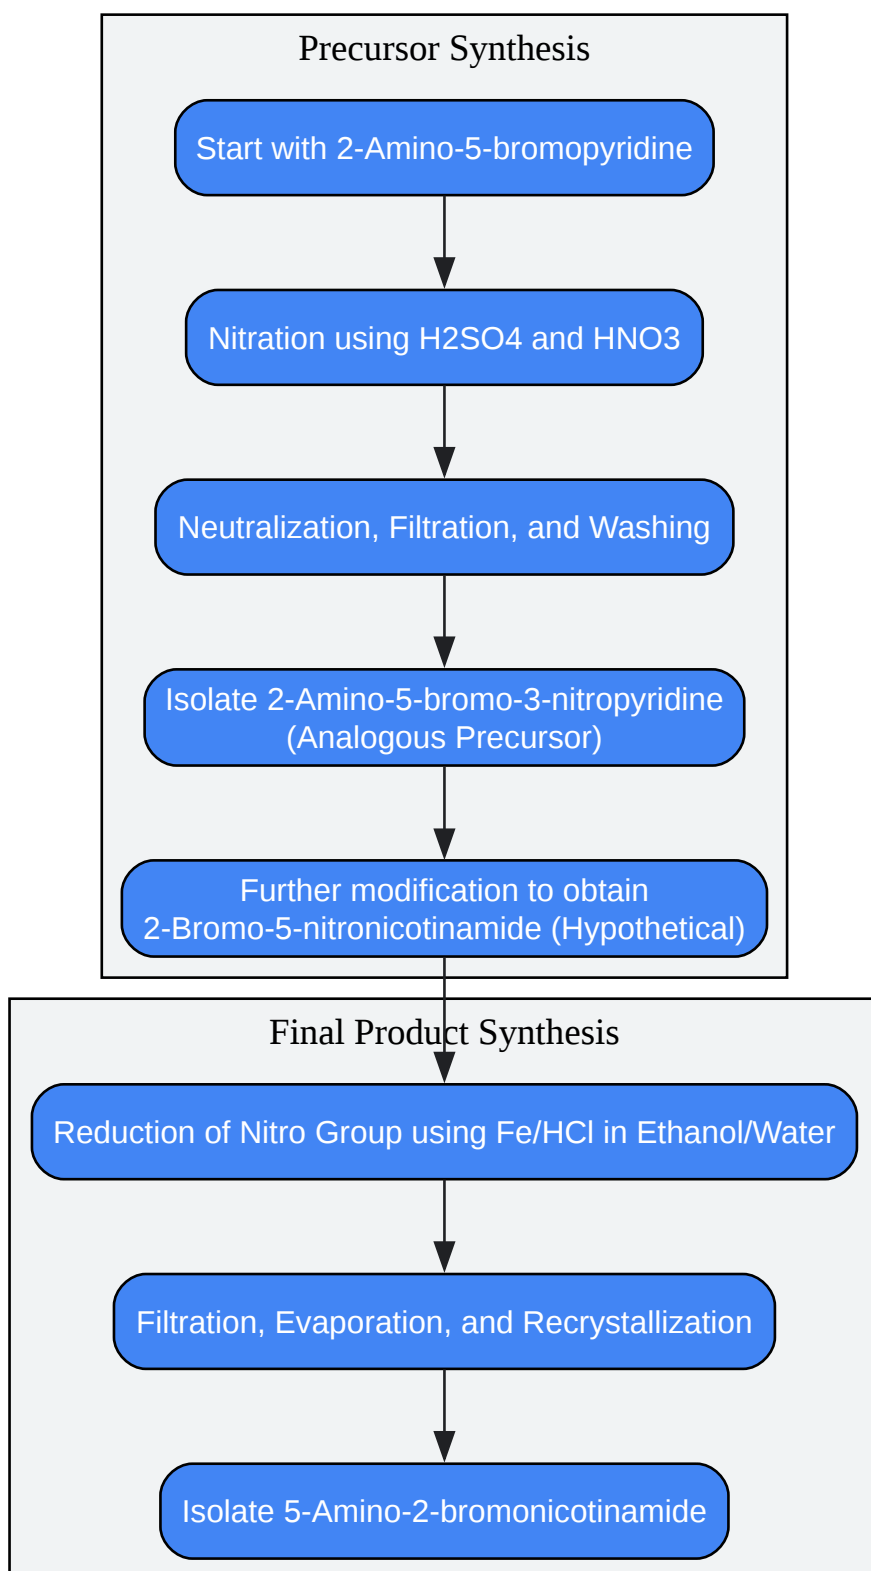 Precursor Synthesis
Start with 2-Amino-5-bromopyridine
Nitration using H2SO4 and HNO3
Neutralization, Filtration, and Washing
Isolate 2-Amino-5-bromo-3-nitropyridine
(Analogous Precursor)
Further modification to obtain
2-Bromo-5-nitronicotinamide (Hypothetical)
Final Product Synthesis
Reduction of Nitro Group using Fe/HCl in Ethanol/Water
Filtration, Evaporation, and Recrystallization
Isolate 5-Amino-2-bromonicotinamide